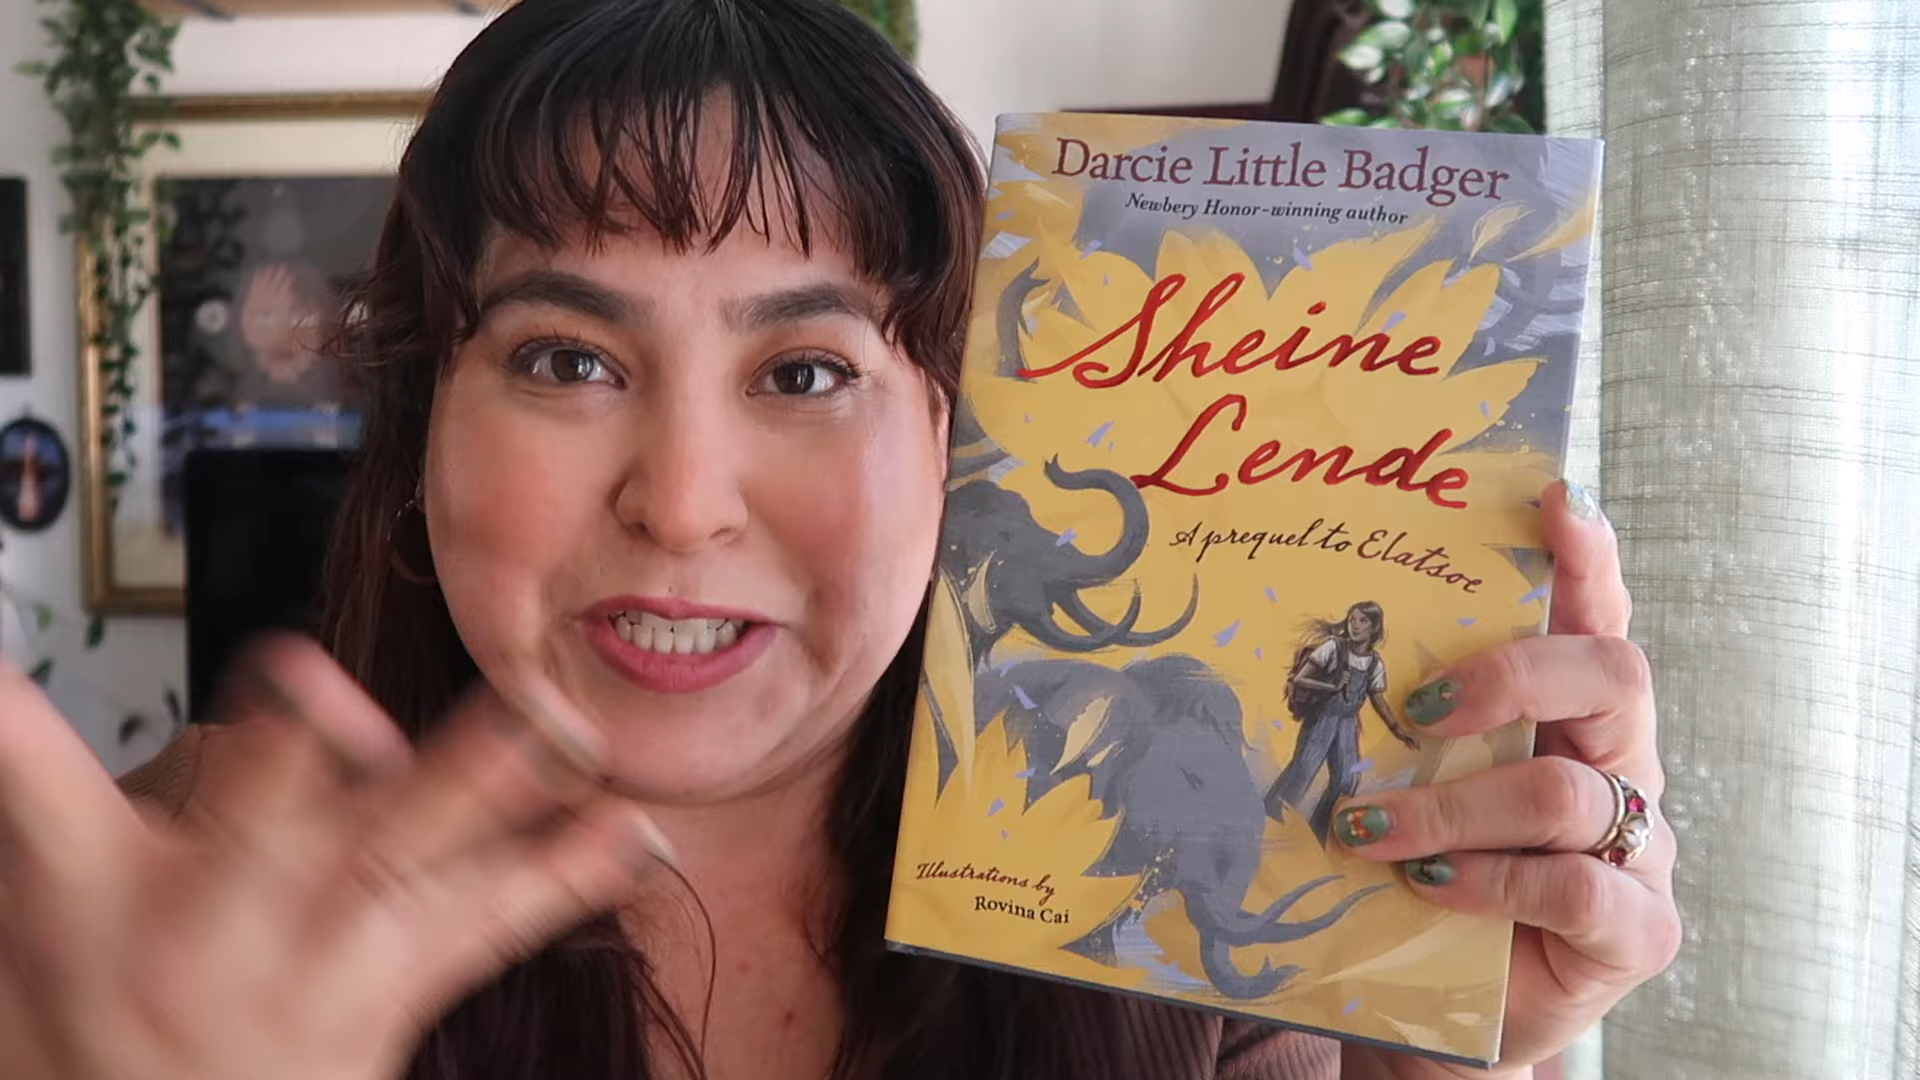 Darcie Little Badger
Newbery Honor-winning author
Sheine
Lende
A prequel to Elatsoe
Illustrations by
Rovina Cai